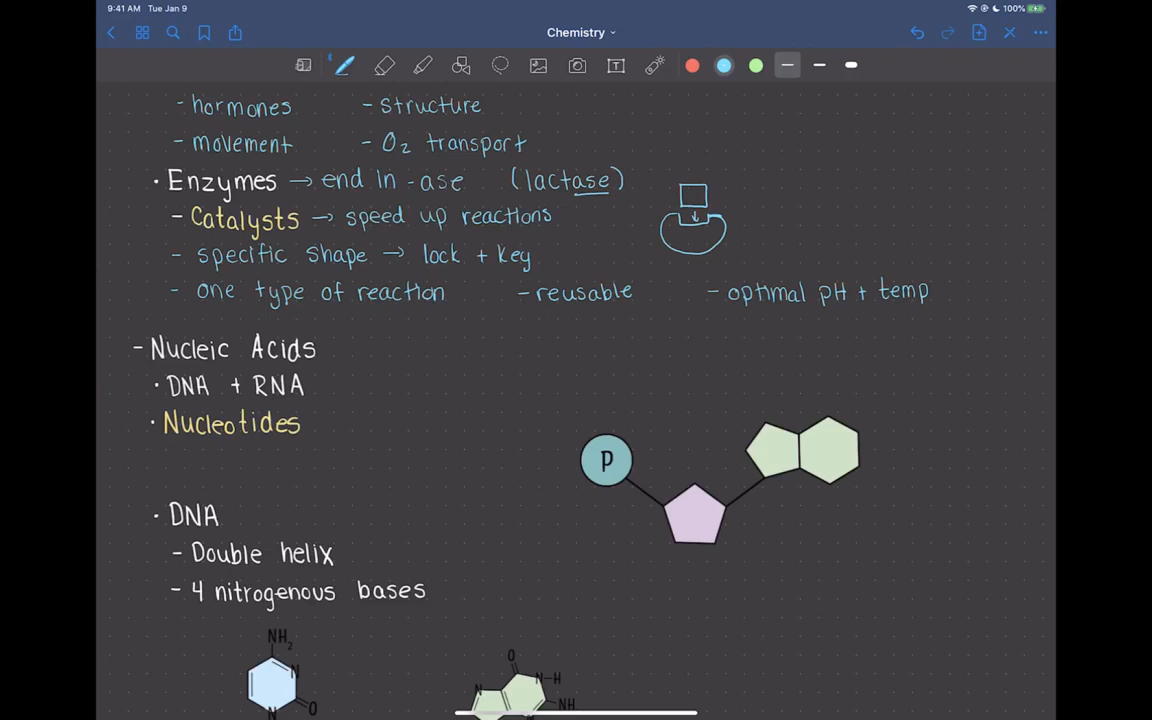 9:41 AM Tue Jan 9
100%
Chemistry
- hormones - structure
- movement - O₂ transport
· Enzymes → end in -ase (lactase)
- Catalysts → speed up reactions
- specific shape → lock + key
- one type of reaction - reusable - optimal pH + temp
- Nucleic Acids
· DNA + RNA
· Nucleotides
P
· DNA
- Double helix
- 4 nitrogenous bases
NH₂
N
O
N
O
N
N-H
NH